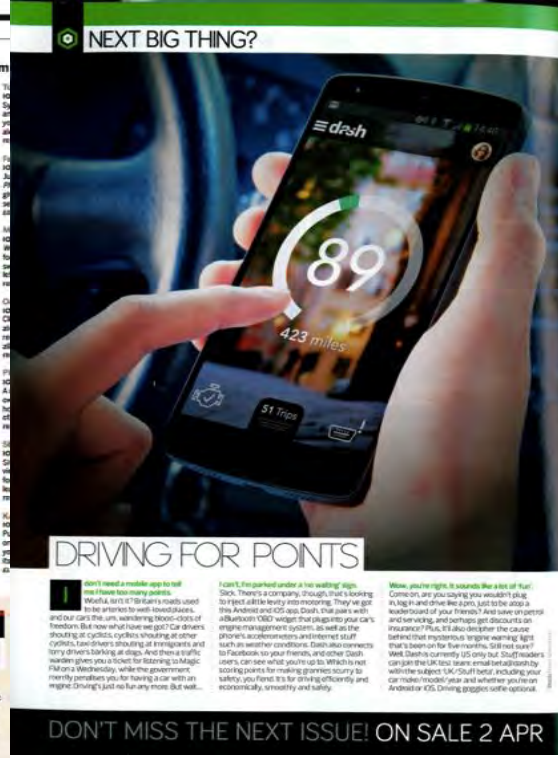 NEXT BIG THING?
dash
89
423 miles
51 Trips
DRIVING FOR POINTS
I don't need a mobile app to tell
me I have too many points.
Woeful, isn't it? Britain's roads used
to be arteries to well-loved places,
and our cars the, um, wandering blood-clots of
freedom. But now what have we got? Car drivers
shouting at cyclists, cyclists shouting at other
cyclists, taxi drivers shouting at immigrants and
lorry drivers barking at dogs. And then a traffic
warden gives you a ticket for listening to Magic
FM on a Wednesday, while the government
merrily penalises you for having a car with an
engine. Driving's just no fun any more. But wait...
I can't, I'm parked under a 'no waiting' sign.
Slick. There's a company, though, that's looking
to inject a little levity into motoring. They've got
this Android and iOS app, Dash, that pairs with
a Bluetooth 'OBD' widget that plugs into your car's
engine management system, as well as the
phone's accelerometers and internet stuff
such as weather conditions. Dash also connects
to Facebook so your friends, and other Dash
users, can see what you're up to. Which is not
scoring points for making grannies scurry to
safety, you fiend. It's for driving efficiently and
economically, smoothly and safely.
Wow, you're right. It sounds like a lot of 'fun'.
Come on, are you saying you wouldn't plug
in, log in and drive like a pro, just to be atop a
leaderboard of your friends? And save on petrol
and servicing, and perhaps get discounts on
insurance? Plus, it'll also decipher the cause
behind that mysterious 'engine warning' light
that's been on for five months. Still not sure?
Well, Dash is currently US only but Stuff readers
can join the UK test team: email beta@dash.by
with the subject 'UK/Stuff beta', including your
car make/model/year and whether you're on
Android or iOS. Driving goggles selfie optional.
DON'T MISS THE NEXT ISSUE! ON SALE 2 APR